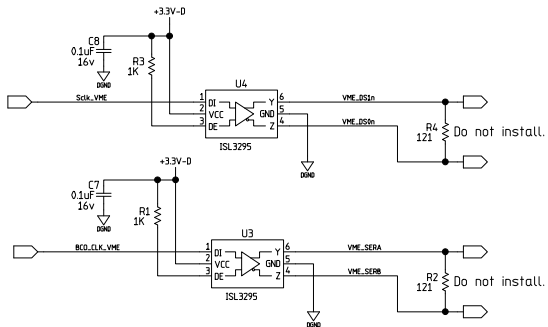 +3.3V-D
C8
0.1uF
16v
DGND
R3
1K
U4
Sclk_VME
1 DI Y 6
2 VCC GND 5
3 DE Z 4
ISL3295
VME_DS1n
VME_DS0n
R4
121
Do not install.
DGND
+3.3V-D
C7
0.1uF
16v
DGND
R1
1K
U3
BCO_CLK_VME
1 DI Y 6
2 VCC GND 5
3 DE Z 4
ISL3295
VME_SERA
VME_SERB
R2
121
Do not install.
DGND